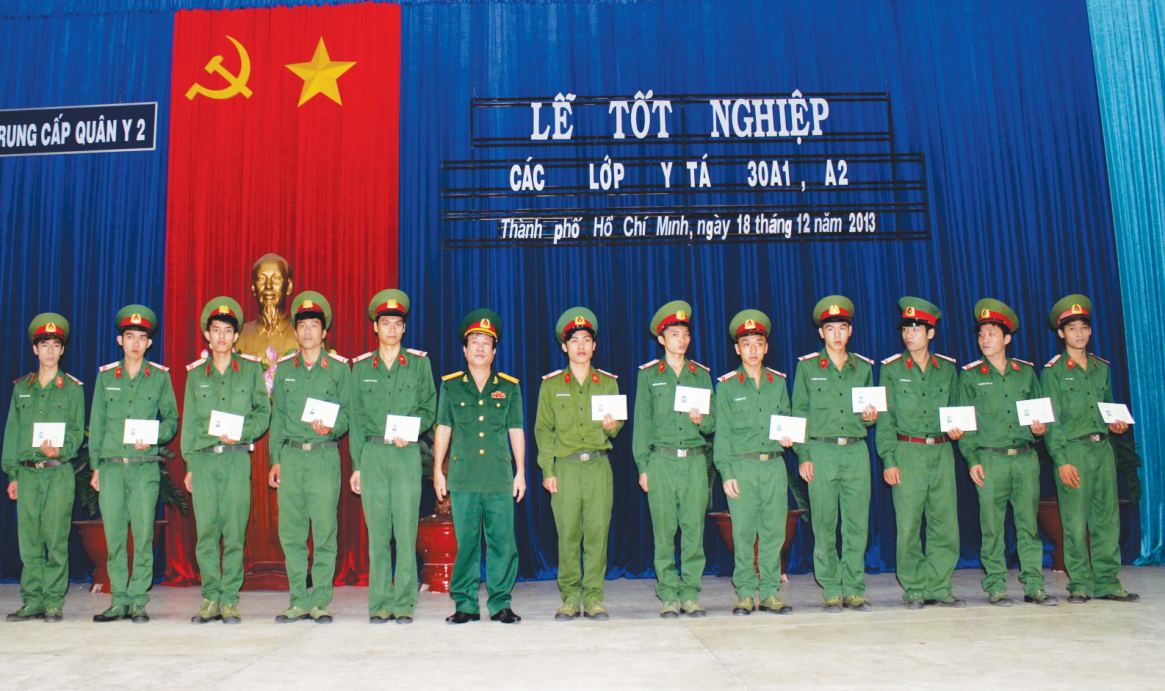 RUNG CẤP QUÂN Y 2
LỄ TỐT NGHIỆP
CÁC LỚP Y TÁ 30A1, A2
Thành phố Hồ Chí Minh, ngày 18 tháng 12 năm 2013